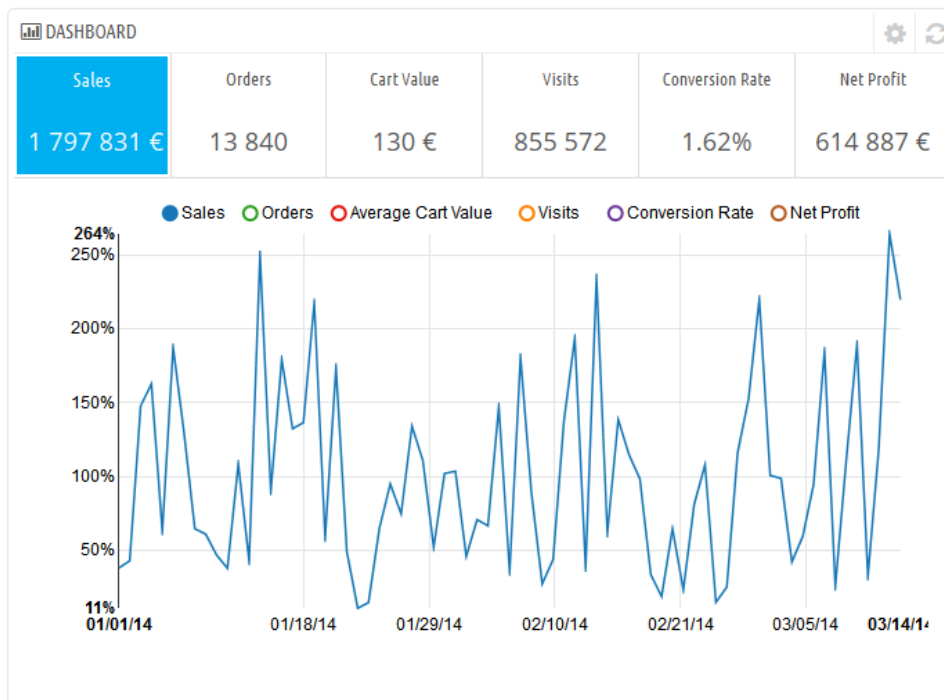 DASHBOARD
Sales Orders Cart Value Visits Conversion Rate Net Profit
1 797 831 € 13 840 130 € 855 572 1.62% 614 887 €
Sales Orders Average Cart Value Visits Conversion Rate Net Profit
264%
250%
200%
150%
100%
50%
11%
01/01/14 01/18/14 01/29/14 02/10/14 02/21/14 03/05/14 03/14/14